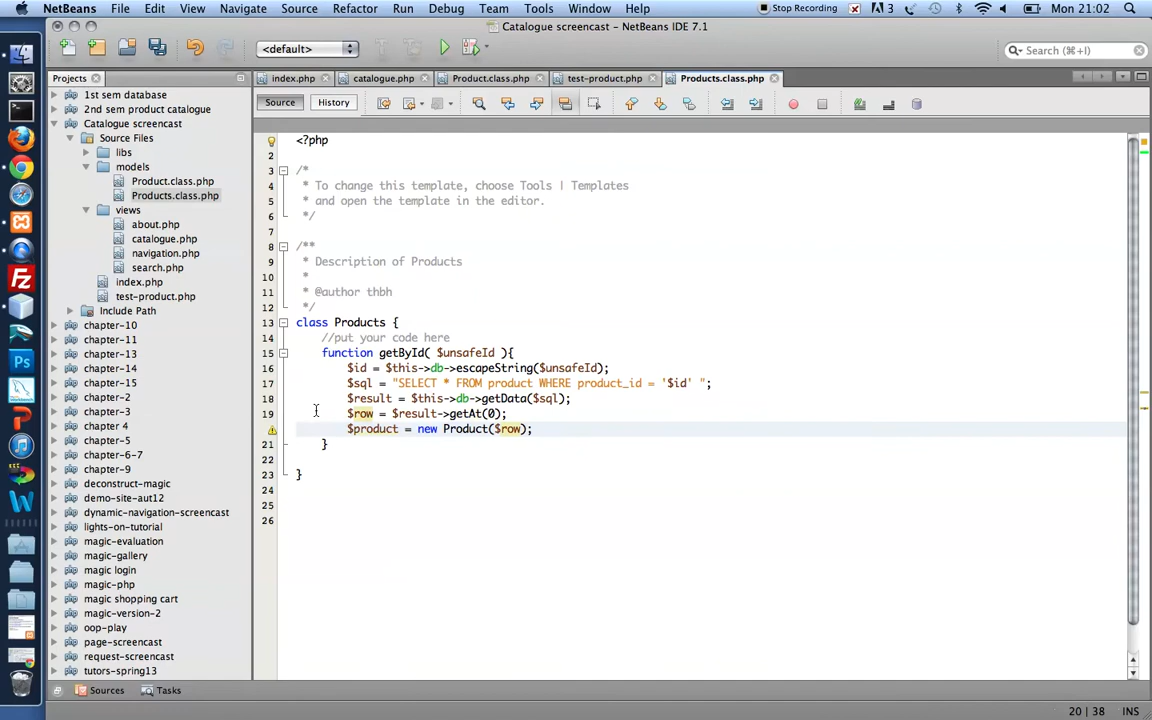 NetBeans File Edit View Navigate Source Refactor Run Debug Team Tools Window Help Stop Recording 3 Mon 21:02
Catalogue screencast - NetBeans IDE 7.1
<default> Search (⌘+I)
Projects index.php catalogue.php Product.class.php test-product.php Products.class.php
Source History
1st sem database
2nd sem product catalogue
Catalogue screencast
Source Files
libs
models
Product.class.php
Products.class.php
views
about.php
catalogue.php
navigation.php
search.php
index.php
test-product.php
Include Path
chapter-10
chapter-11
chapter-13
chapter-14
chapter-15
chapter-2
chapter-3
chapter 4
chapter-5
chapter-6-7
chapter-9
deconstruct-magic
demo-site-aut12
dynamic-navigation-screencast
lights-on-tutorial
magic-evaluation
magic-gallery
magic login
magic-php
magic shopping cart
magic-version-2
oop-play
page-screencast
request-screencast
tutors-spring13
Sources Tasks
<?php
2
3 /*
4 * To change this template, choose Tools | Templates
5 * and open the template in the editor.
6 */
7
8 /**
9 * Description of Products
10 *
11 * @author thbh
12 */
13 class Products {
14 //put your code here
15 function getById( $unsafeId ){
16 $id = $this->db->escapeString($unsafeId);
17 $sql = "SELECT * FROM product WHERE product_id = '$id' ";
18 $result = $this->db->getData($sql);
19 $row = $result->getAt(0);
$product = new Product($row);
21 }
22
23 }
24
25
26
20 | 38 INS